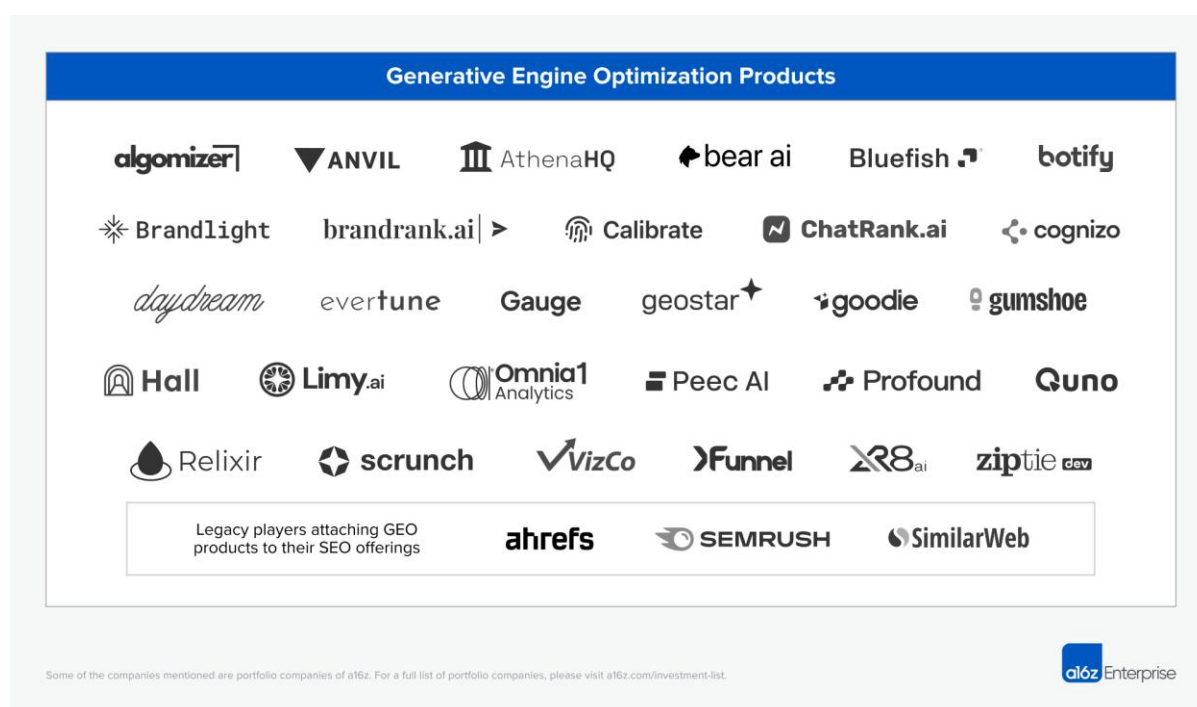 Generative Engine Optimization Products
algomizer ANVIL AthenaHQ bear ai Bluefish botify
Brandlight brandrank.ai Calibrate ChatRank.ai cognizo
daydream evertune Gauge geostar goodie gumshoe
Hall Limy.ai Omnia1 Analytics Peec AI Profound Quno
Relixir scrunch VizCo XFunnel XR8.ai ziptie dev
Legacy players attaching GEO
products to their SEO offerings
ahrefs SEMRUSH SimilarWeb
Some of the companies mentioned are portfolio companies of a16z. For a full list of portfolio companies, please visit a16z.com/investment-list.
a16z Enterprise